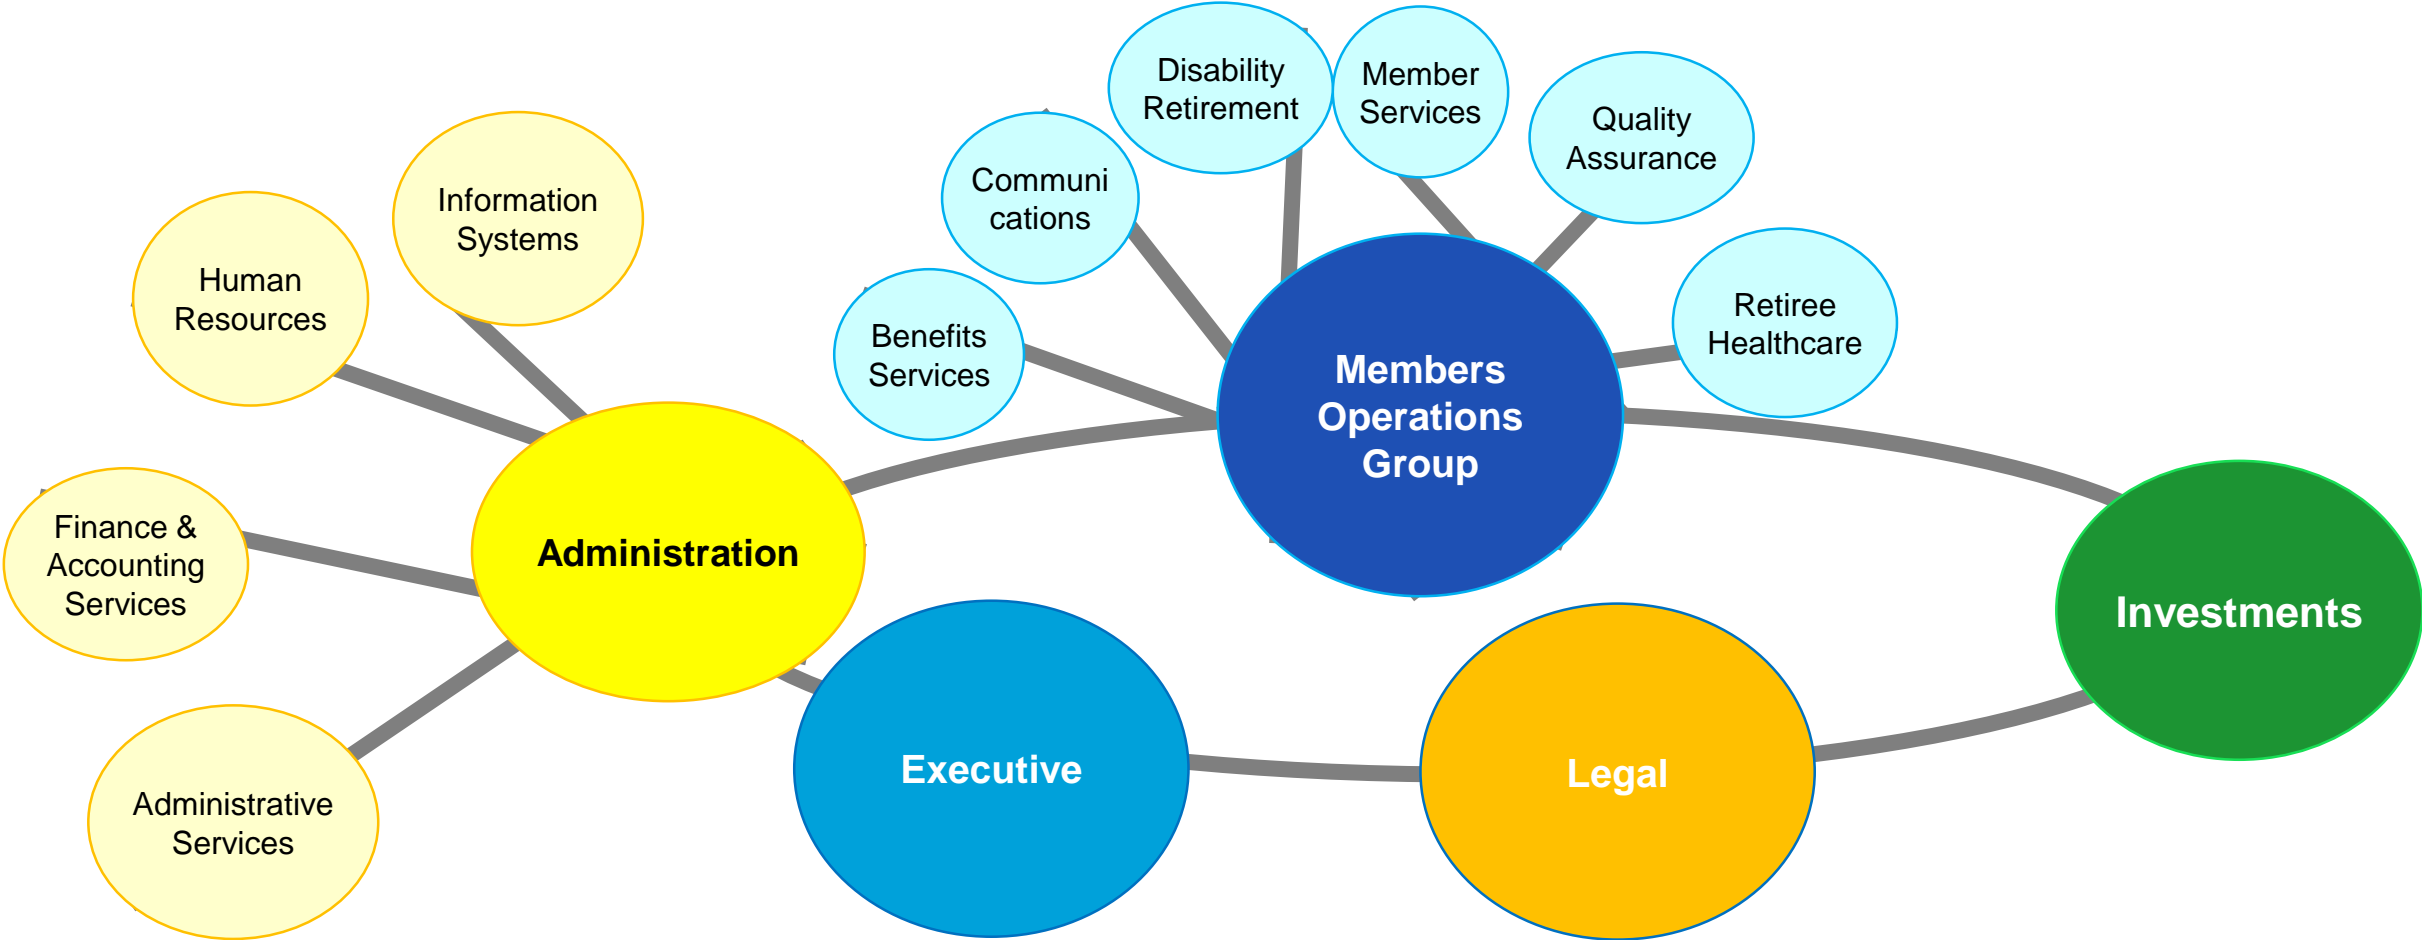 Disability
Retirement
Member
Services
Quality
Assurance
Communi
cations
Information
Systems
Human
Resources
Benefits
Services
Retiree
Healthcare
Members
Operations
Group
Administration
Finance &
Accounting
Services
Investments
Executive
Legal
Administrative
Services